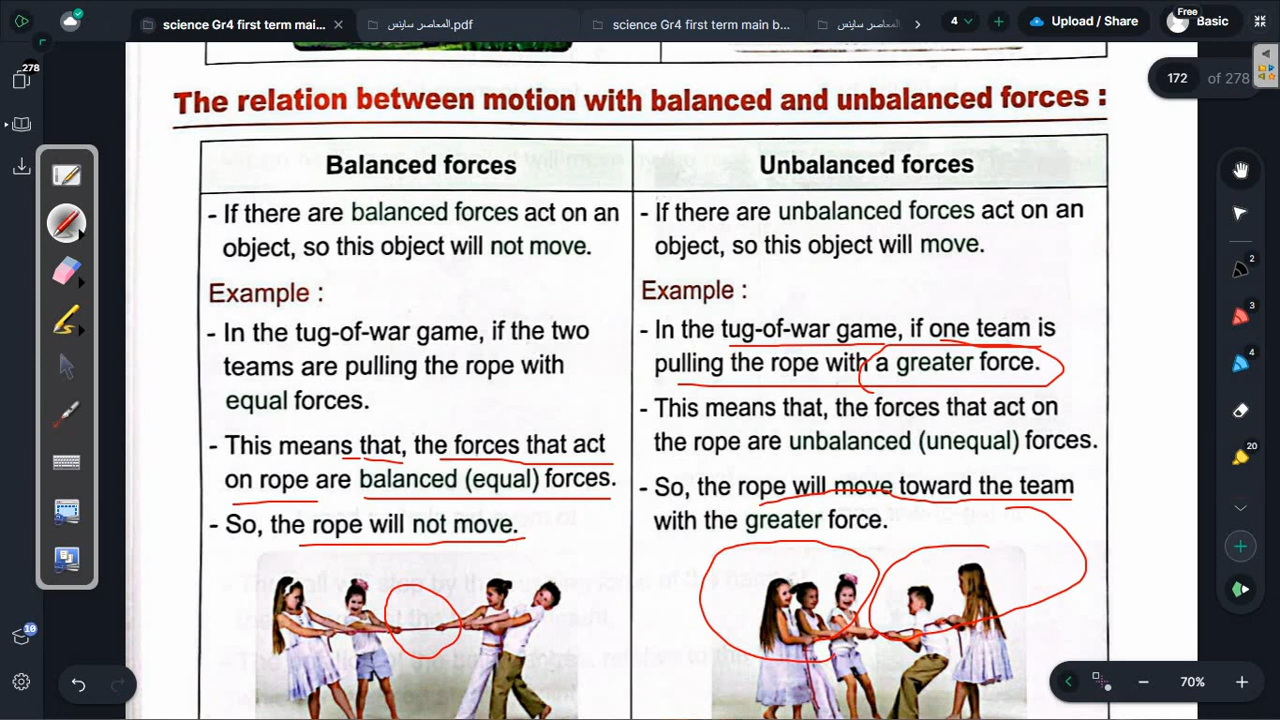 science Gr4 first term mai...
المعاصر ساينس.pdf
science Gr4 first term main b...
المعاصر ساينس
4
Upload / Share
Free
Basic
278
172 of 278
The relation between motion with balanced and unbalanced forces :
Balanced forces
- If there are balanced forces act on an
object, so this object will not move.
Example :
- In the tug-of-war game, if the two
teams are pulling the rope with
equal forces.
- This means that, the forces that act
on rope are balanced (equal) forces.
- So, the rope will not move.
Unbalanced forces
- If there are unbalanced forces act on an
object, so this object will move.
Example :
- In the tug-of-war game, if one team is
pulling the rope with a greater force.
- This means that, the forces that act on
the rope are unbalanced (unequal) forces.
- So, the rope will move toward the team
with the greater force.
2
3
4
20
10
70%